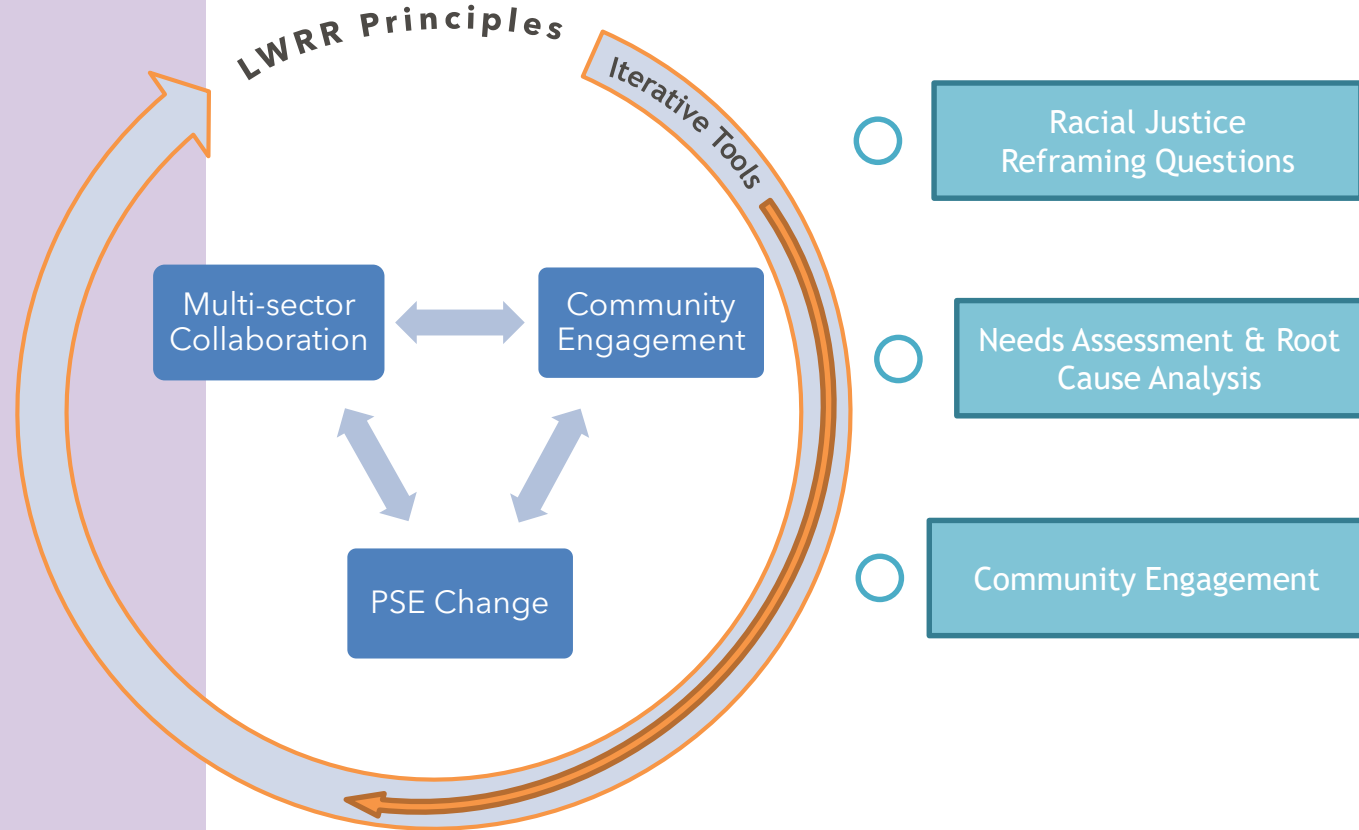 LWRR Principles
Iterative Tools
Racial Justice
Reframing Questions
Multi-sector
Collaboration
Community
Engagement
Needs Assessment & Root
Cause Analysis
PSE Change
Community Engagement